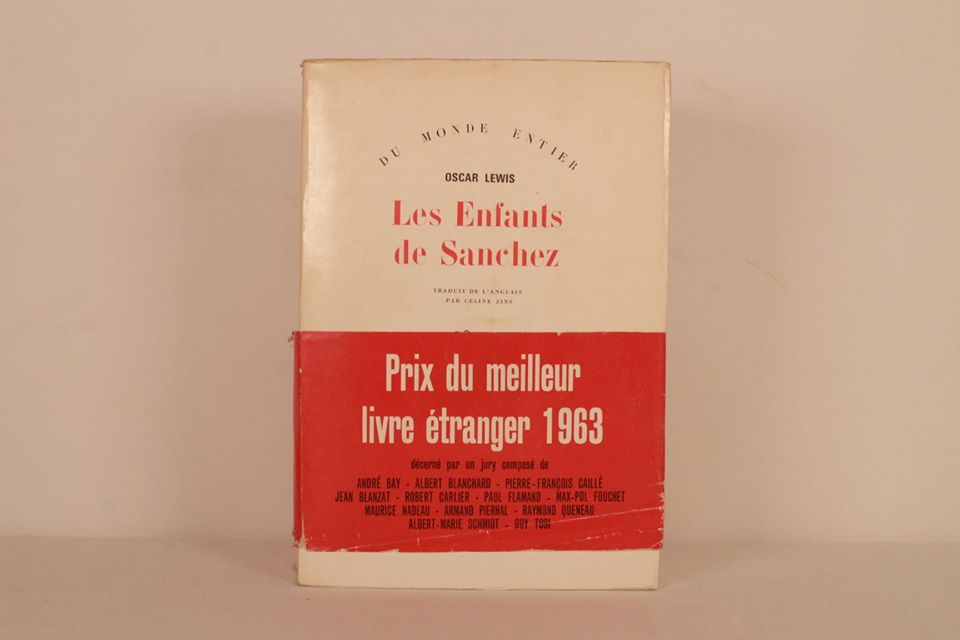 DU MONDE ENTIER
OSCAR LEWIS
Les Enfants
de Sanchez
TRADUIT DE L'ANGLAIS
PAR CÉLINE ZINS
Prix du meilleur
livre étranger 1963
décerné par un jury composé de
ANDRÉ BAY - ALBERT BLANCHARD - PIERRE-FRANÇOIS CAILLÉ
JEAN BLANZAT - ROBERT CARLIER - PAUL FLAMAND - MAX-POL FOUCHET
MAURICE NADEAU - ARMAND PIERHAL - RAYMOND QUENEAU
ALBERT-MARIE SCHMIDT - GUY TOSI